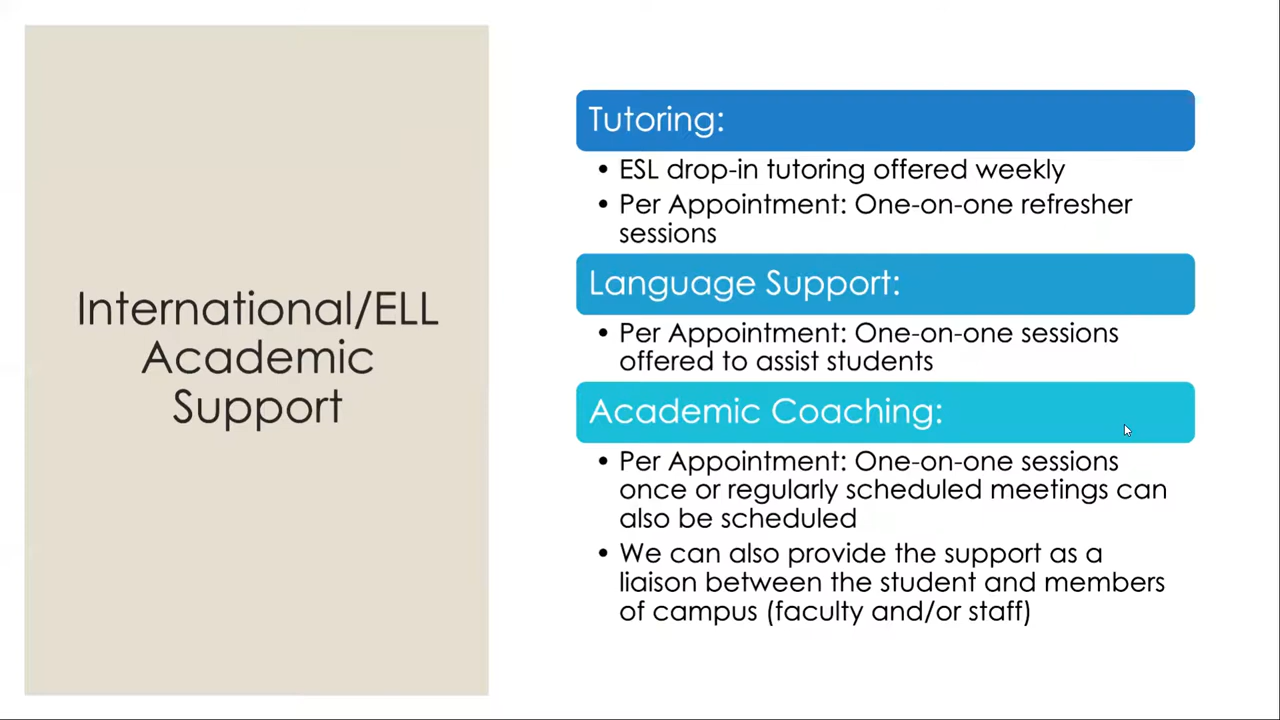 International/ELL
Academic
Support
Tutoring:
• ESL drop-in tutoring offered weekly
• Per Appointment: One-on-one refresher
sessions
Language Support:
• Per Appointment: One-on-one sessions
offered to assist students
Academic Coaching:
• Per Appointment: One-on-one sessions
once or regularly scheduled meetings can
also be scheduled
• We can also provide the support as a
liaison between the student and members
of campus (faculty and/or staff)